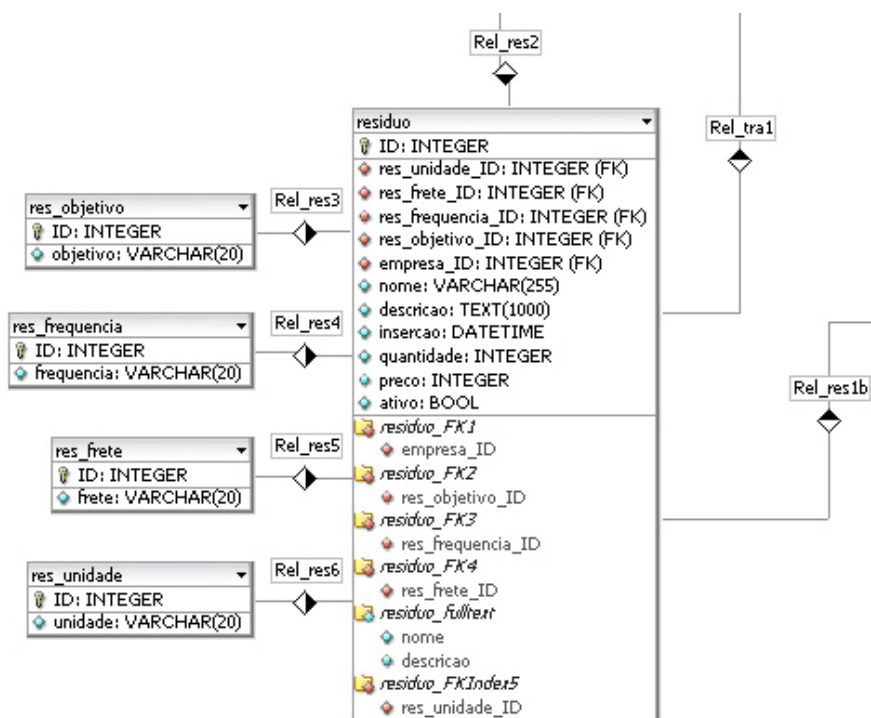 Rel_res2
Rel_tra1
residuo
ID: INTEGER
res_unidade_ID: INTEGER (FK)
res_frete_ID: INTEGER (FK)
res_frequencia_ID: INTEGER (FK)
res_objetivo_ID: INTEGER (FK)
empresa_ID: INTEGER (FK)
nome: VARCHAR(255)
descricao: TEXT(1000)
insercao: DATETIME
quantidade: INTEGER
preco: INTEGER
ativo: BOOL
residuo_FK1
empresa_ID
residuo_FK2
res_objetivo_ID
residuo_FK3
res_frequencia_ID
residuo_FK4
res_frete_ID
residuo_fulltext
nome
descricao
residuo_FKIndex5
res_unidade_ID
res_objetivo
ID: INTEGER
objetivo: VARCHAR(20)
Rel_res3
res_frequencia
ID: INTEGER
frequencia: VARCHAR(20)
Rel_res4
res_frete
ID: INTEGER
frete: VARCHAR(20)
Rel_res5
res_unidade
ID: INTEGER
unidade: VARCHAR(20)
Rel_res6
Rel_res1b